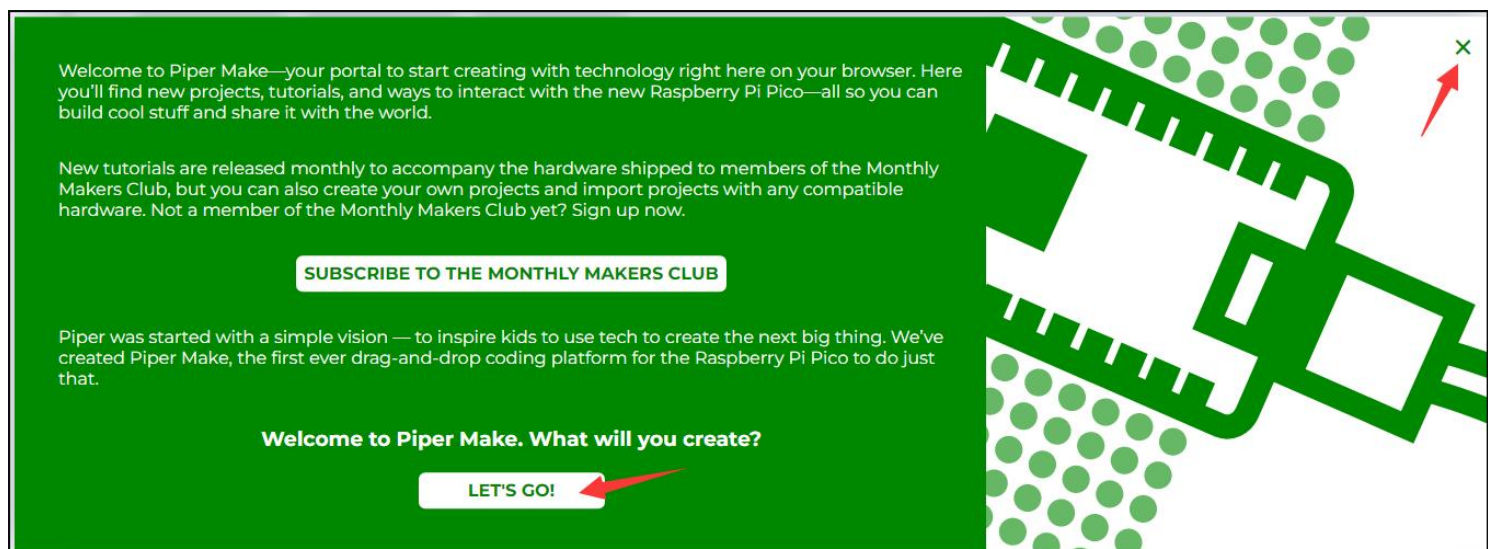 Welcome to Piper Make—your portal to start creating with technology right here on your browser. Here
you'll find new projects, tutorials, and ways to interact with the new Raspberry Pi Pico—all so you can
build cool stuff and share it with the world.
New tutorials are released monthly to accompany the hardware shipped to members of the Monthly
Makers Club, but you can also create your own projects and import projects with any compatible
hardware. Not a member of the Monthly Makers Club yet? Sign up now.
SUBSCRIBE TO THE MONTHLY MAKERS CLUB
Piper was started with a simple vision — to inspire kids to use tech to create the next big thing. We've
created Piper Make, the first ever drag-and-drop coding platform for the Raspberry Pi Pico to do just
that.
Welcome to Piper Make. What will you create?
LET'S GO!